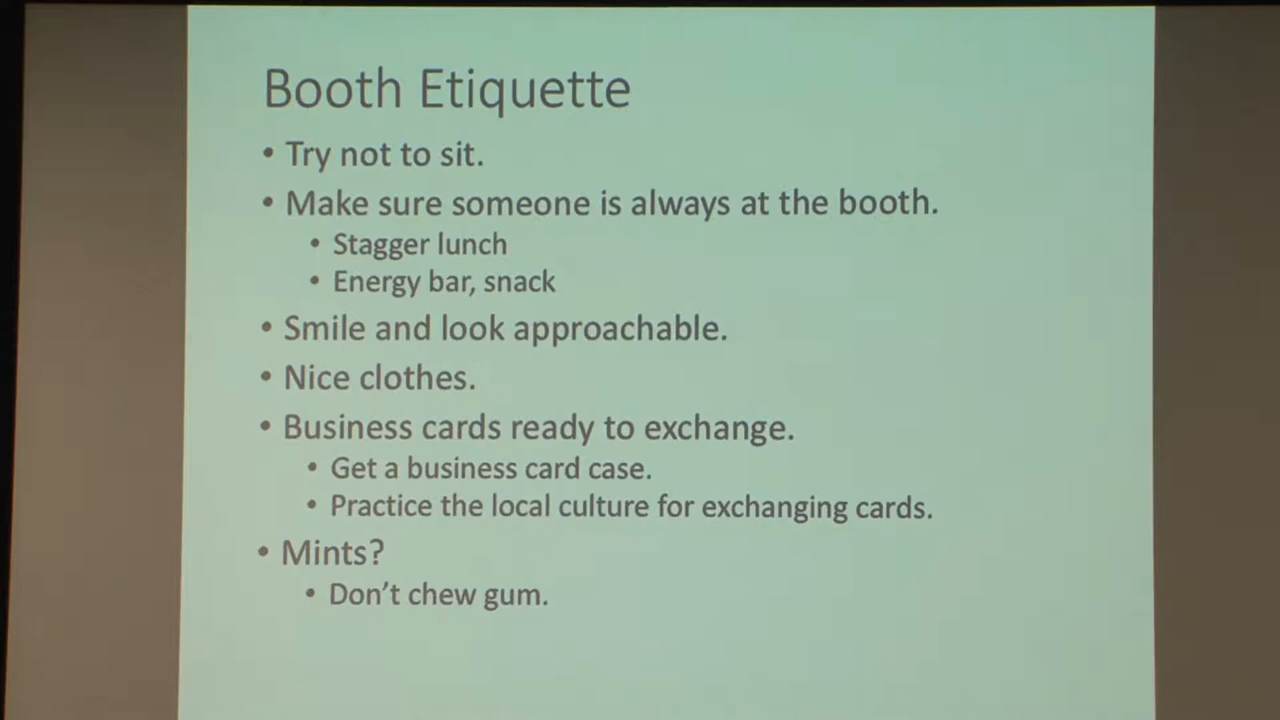 Booth Etiquette
• Try not to sit.
• Make sure someone is always at the booth.
• Stagger lunch
• Energy bar, snack
• Smile and look approachable.
• Nice clothes.
• Business cards ready to exchange.
• Get a business card case.
• Practice the local culture for exchanging cards.
• Mints?
• Don’t chew gum.